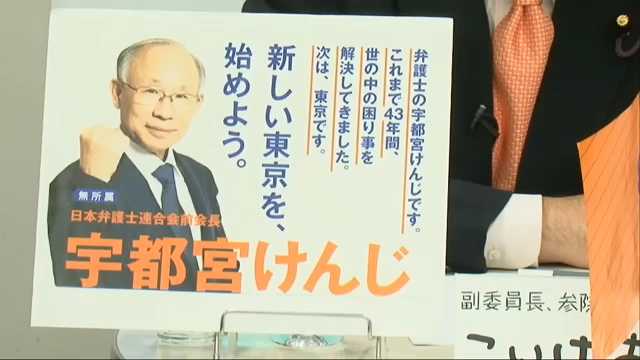 弁護士の宇都宮けんじです。
これまで43年間、
世の中の困り事を
解決してきました。
次は、東京です。
新しい東京を、
始めよう。
無所属
日本弁護士連合会前会長
宇都宮けんじ
副委員長、参院